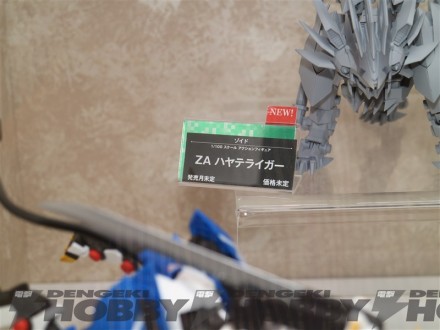 NEW!
ゾイド
1/100 スケール アクションフィギュア
ZA ハヤテライガー
発売月未定 価格未定
電撃 DENGEKI HOBBY